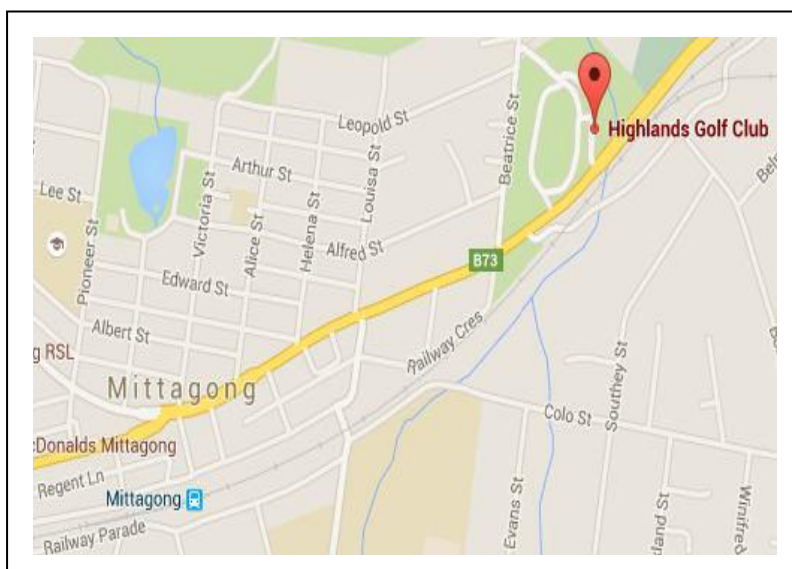 Highlands Golf Club
Leopold St
Beatrice St
Arthur St
Louisa St
Lee St
Victoria St
Helena St
Alice St
Alfred St
Pioneer St
B73
Edward St
Albert St
Railway Cres
g RSL
Mittagong
Colo St
Southey St
cDonalds Mittagong
Regent Ln
Mittagong
Evans St
Railway Parade